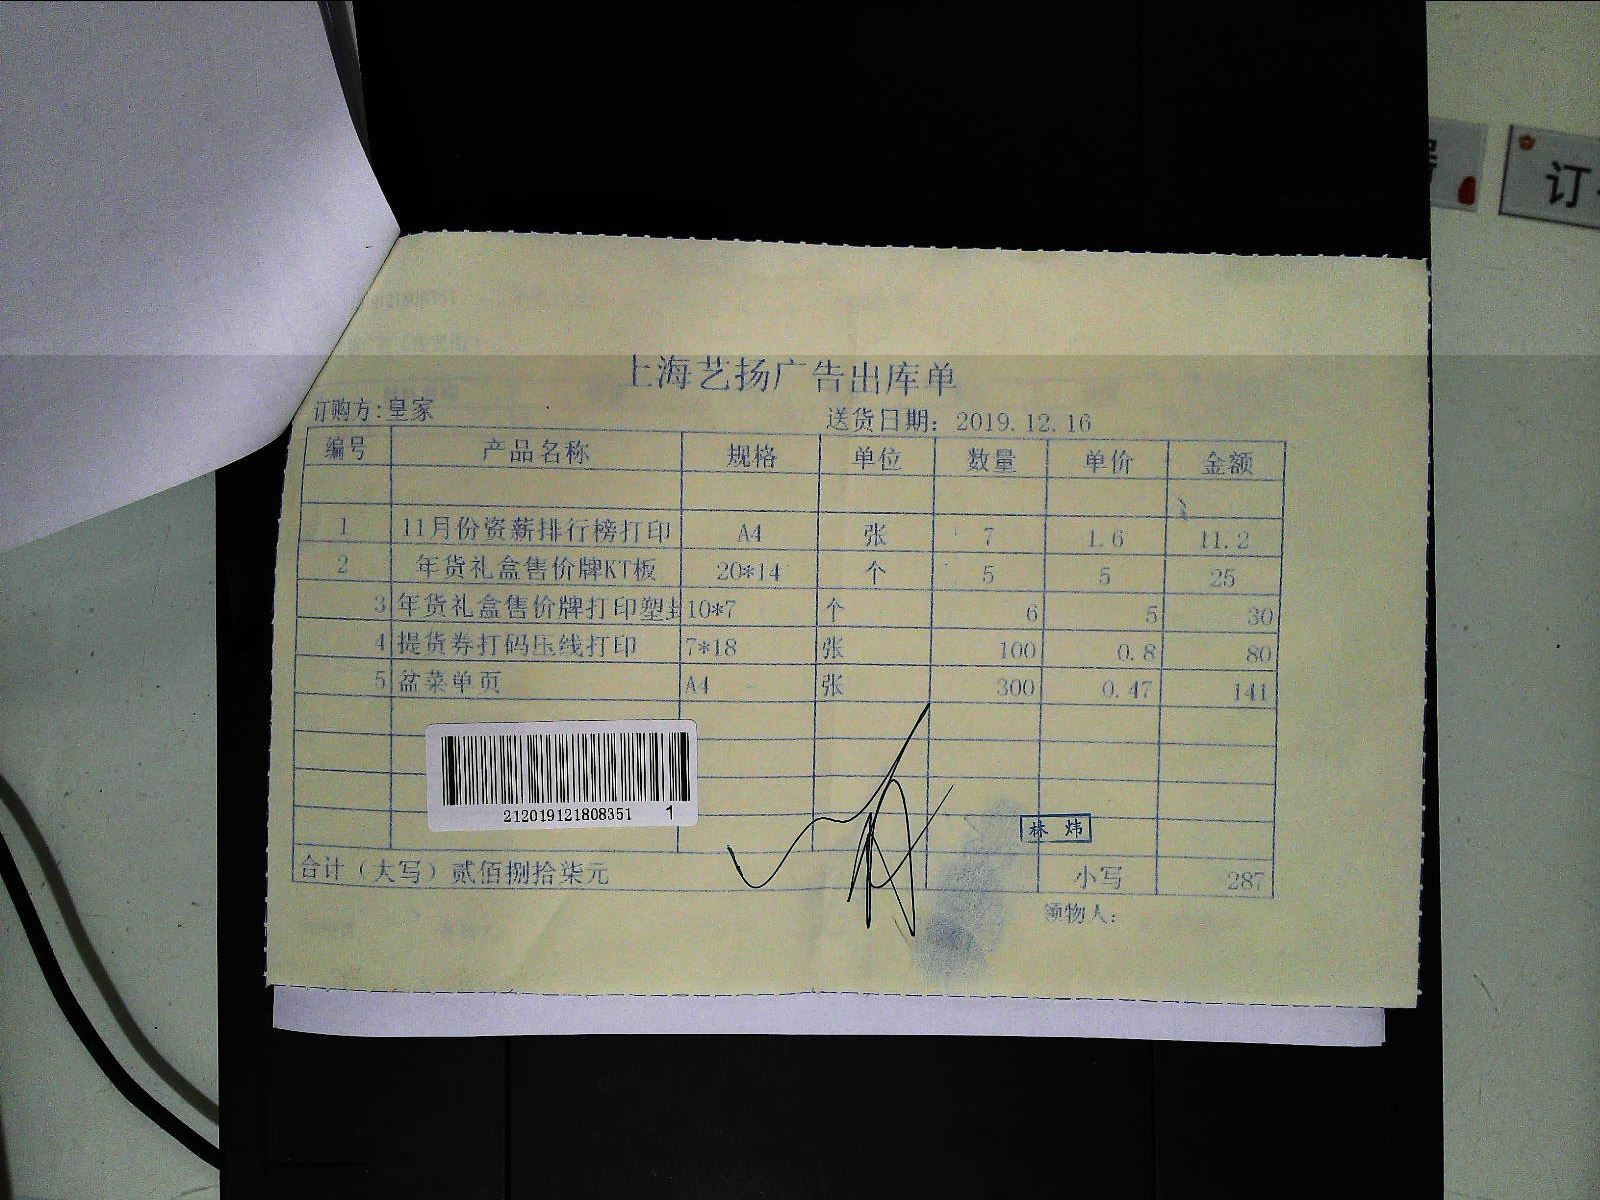 订
上海艺扬广告出库单
订购方:皇家 送货日期: 2019.12.16
编号 产品名称 规格 单位 数量 单价 金额
1 11月份资薪排行榜打印 A4 张 7 1.6 11.2
2 年货礼盒售价牌KT板 20*14 个 5 5 25
3 年货礼盒售价牌打印塑封 10*7 个 6 5 30
4 提货券打码压线打印 7*18 张 100 0.8 80
5 盆菜单页 A4 张 300 0.47 141
212019121808351 1
林 炜
合计（大写）贰佰捌拾柒元 小写 287
领物人: